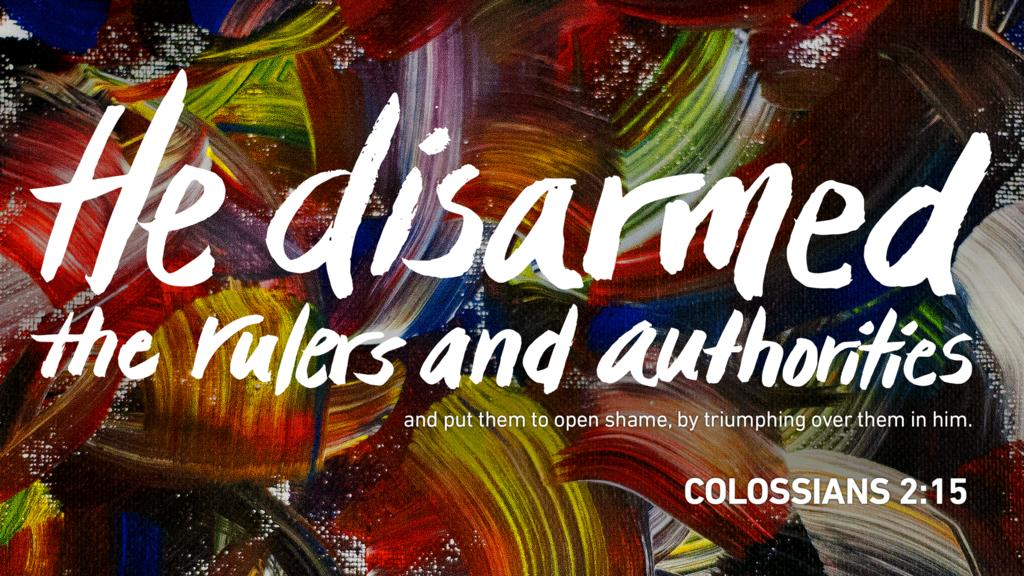 He disarmed
the rulers and authorities
and put them to open shame, by triumphing over them in him.
COLOSSIANS 2:15